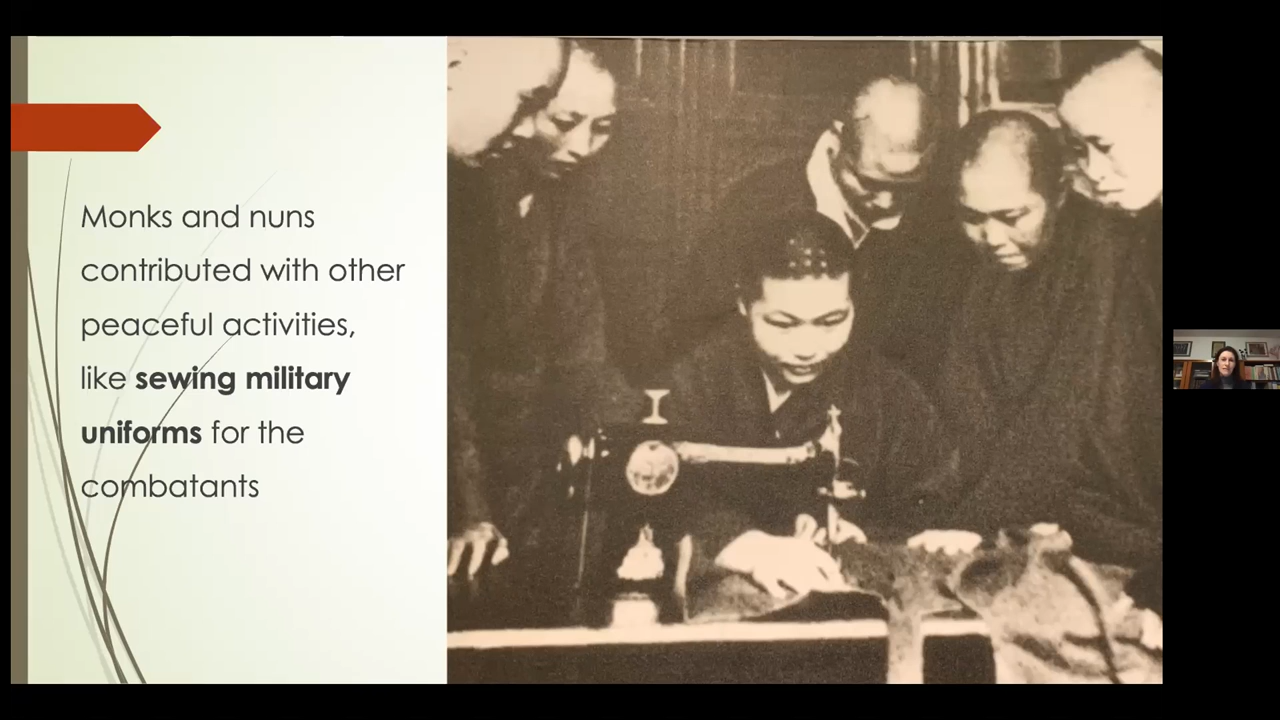 Monks and nuns
contributed with other
peaceful activities,
like sewing military
uniforms for the
combatants